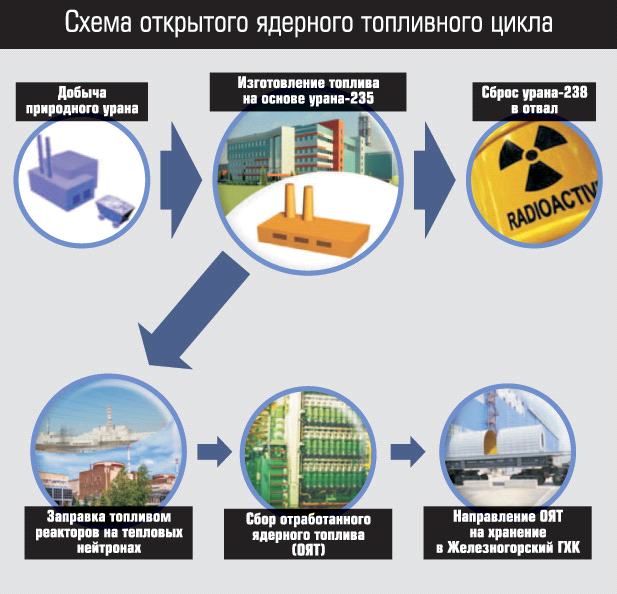 Схема открытого ядерного топливного цикла
Добыча
природного урана
Изготовление топлива
на основе урана-235
Сброс урана-238
в отвал
RADIOACTIV
Заправка топливом
реакторов на тепловых
нейтронах
Сбор отработанного
ядерного топлива
(ОЯТ)
Направление ОЯТ
на хранение
в Железногорский ГХК